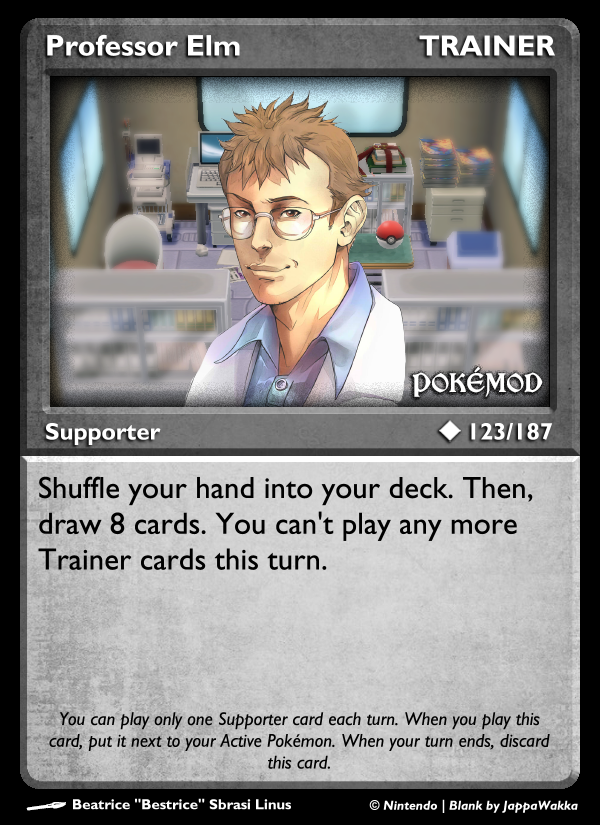 Professor Elm TRAINER
POKÉMOD
Supporter ◆ 123/187
Shuffle your hand into your deck. Then,
draw 8 cards. You can't play any more
Trainer cards this turn.
You can play only one Supporter card each turn. When you play this
card, put it next to your Active Pokémon. When your turn ends, discard
this card.
Beatrice "Bestrice" Sbrasi Linus © Nintendo | Blank by JappaWakka